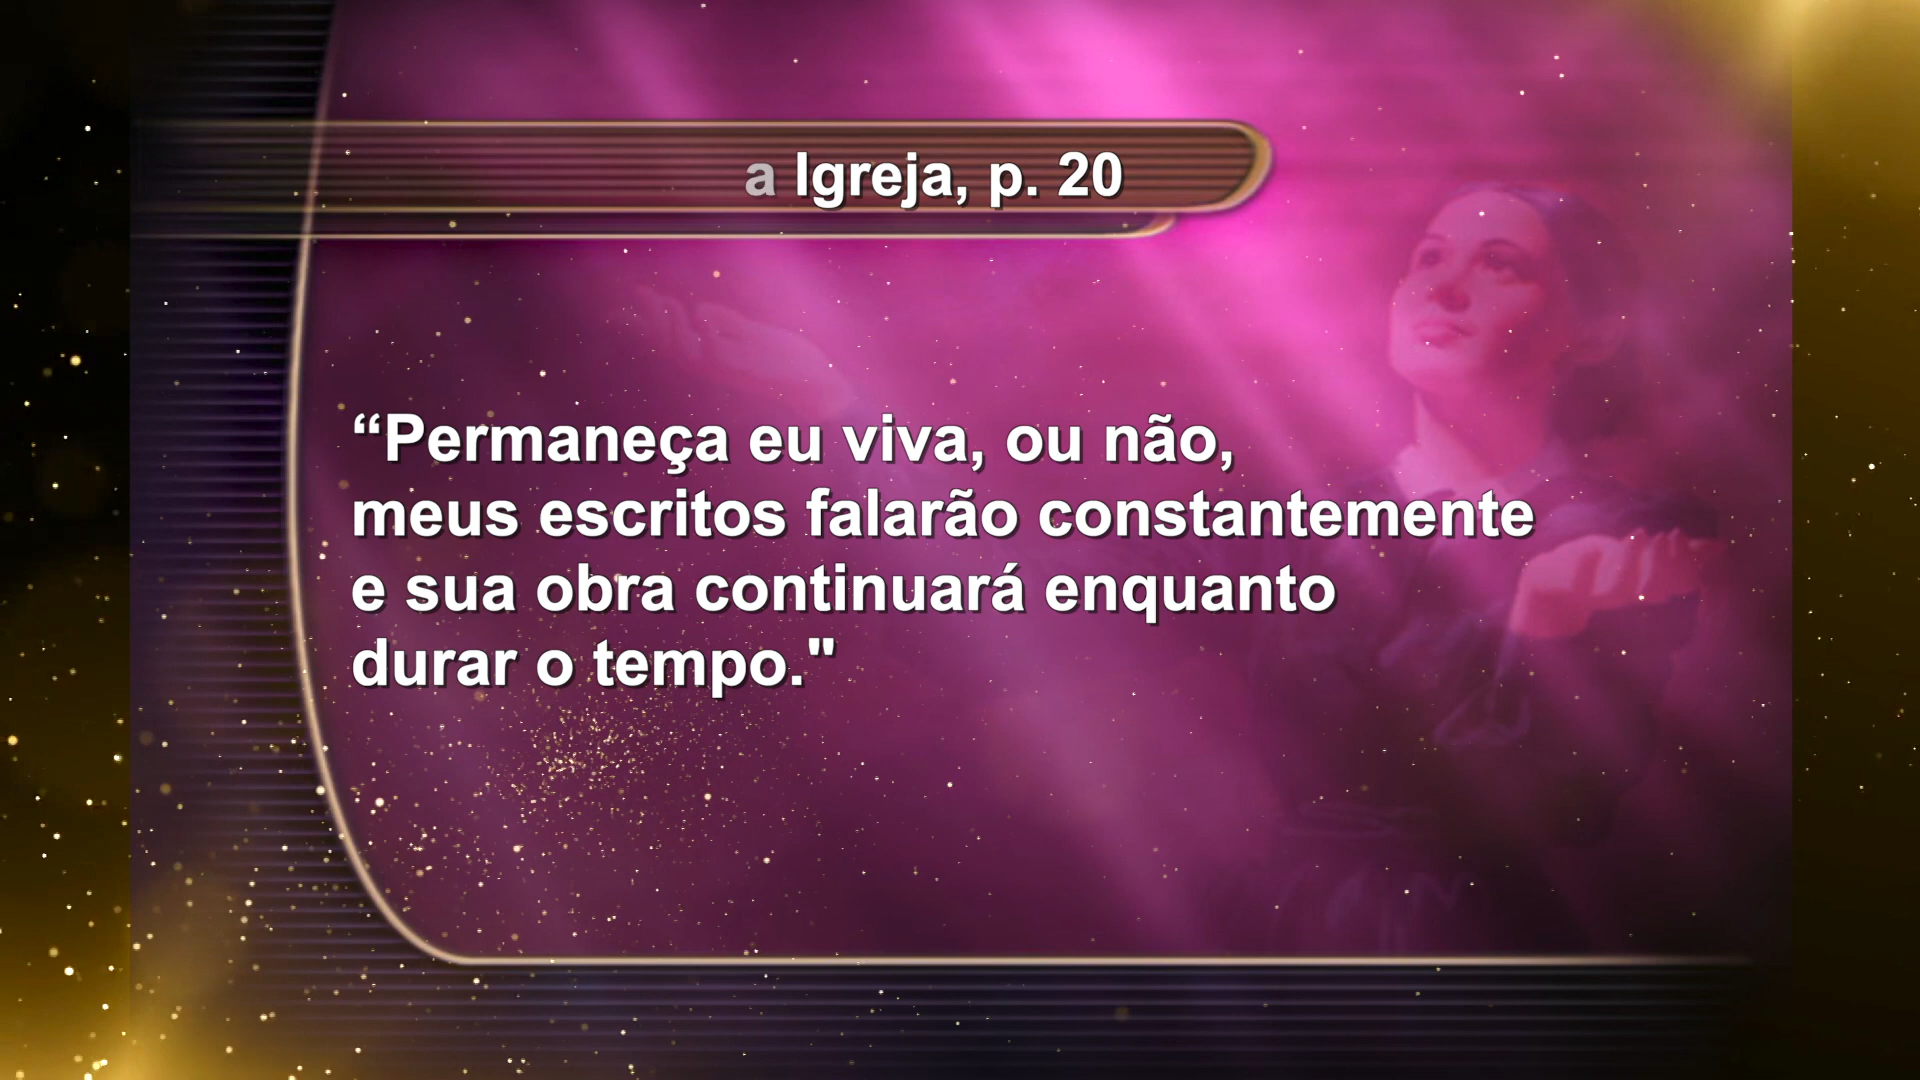 a Igreja, p. 20
“Permaneça eu viva, ou não,
meus escritos falarão constantemente
e sua obra continuará enquanto
durar o tempo."